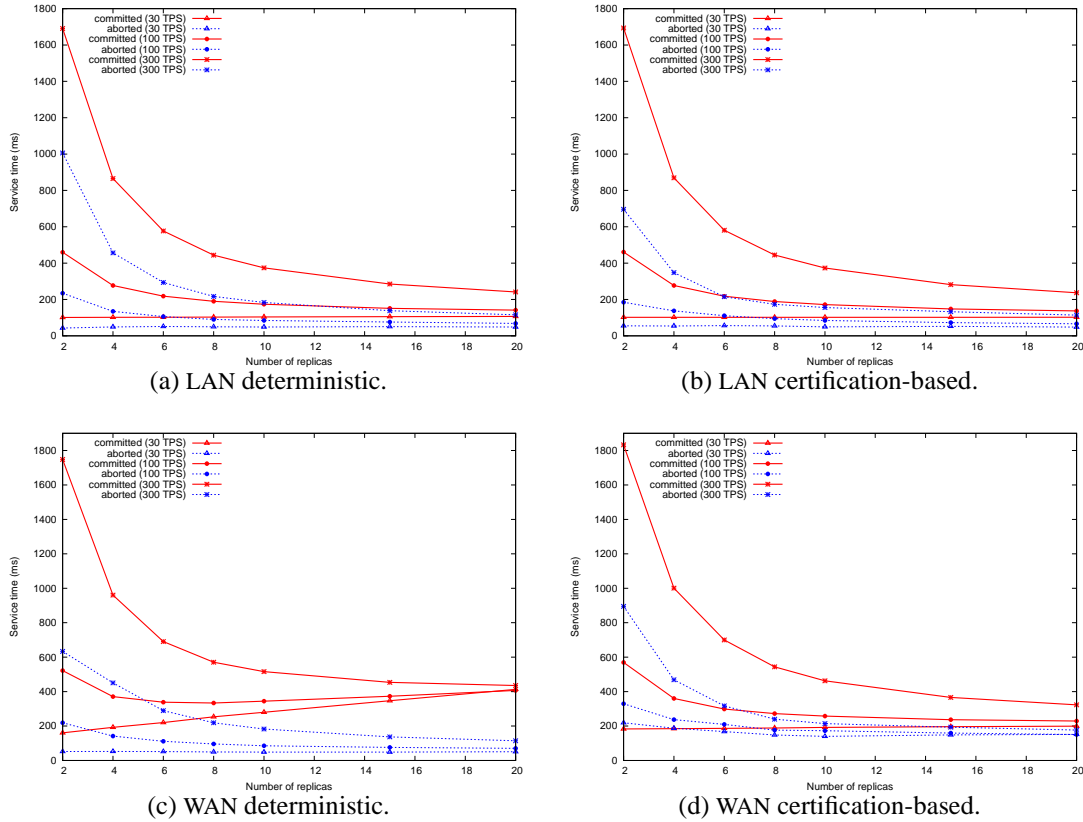 1800
1600
1400
1200
1000
800
600
400
200
0
Service time (ms)
committed (30 TPS)
aborted (30 TPS)
committed (100 TPS)
aborted (100 TPS)
committed (300 TPS)
aborted (300 TPS)
2 4 6 8 10 12 14 16 18 20
Number of replicas
(a) LAN deterministic.
1800
1600
1400
1200
1000
800
600
400
200
0
Service time (ms)
committed (30 TPS)
aborted (30 TPS)
committed (100 TPS)
aborted (100 TPS)
committed (300 TPS)
aborted (300 TPS)
2 4 6 8 10 12 14 16 18 20
Number of replicas
(b) LAN certification-based.
1800
1600
1400
1200
1000
800
600
400
200
0
Service time (ms)
committed (30 TPS)
aborted (30 TPS)
committed (100 TPS)
aborted (100 TPS)
committed (300 TPS)
aborted (300 TPS)
2 4 6 8 10 12 14 16 18 20
Number of replicas
(c) WAN deterministic.
1800
1600
1400
1200
1000
800
600
400
200
0
Service time (ms)
committed (30 TPS)
aborted (30 TPS)
committed (100 TPS)
aborted (100 TPS)
committed (300 TPS)
aborted (300 TPS)
2 4 6 8 10 12 14 16 18 20
Number of replicas
(d) WAN certification-based.